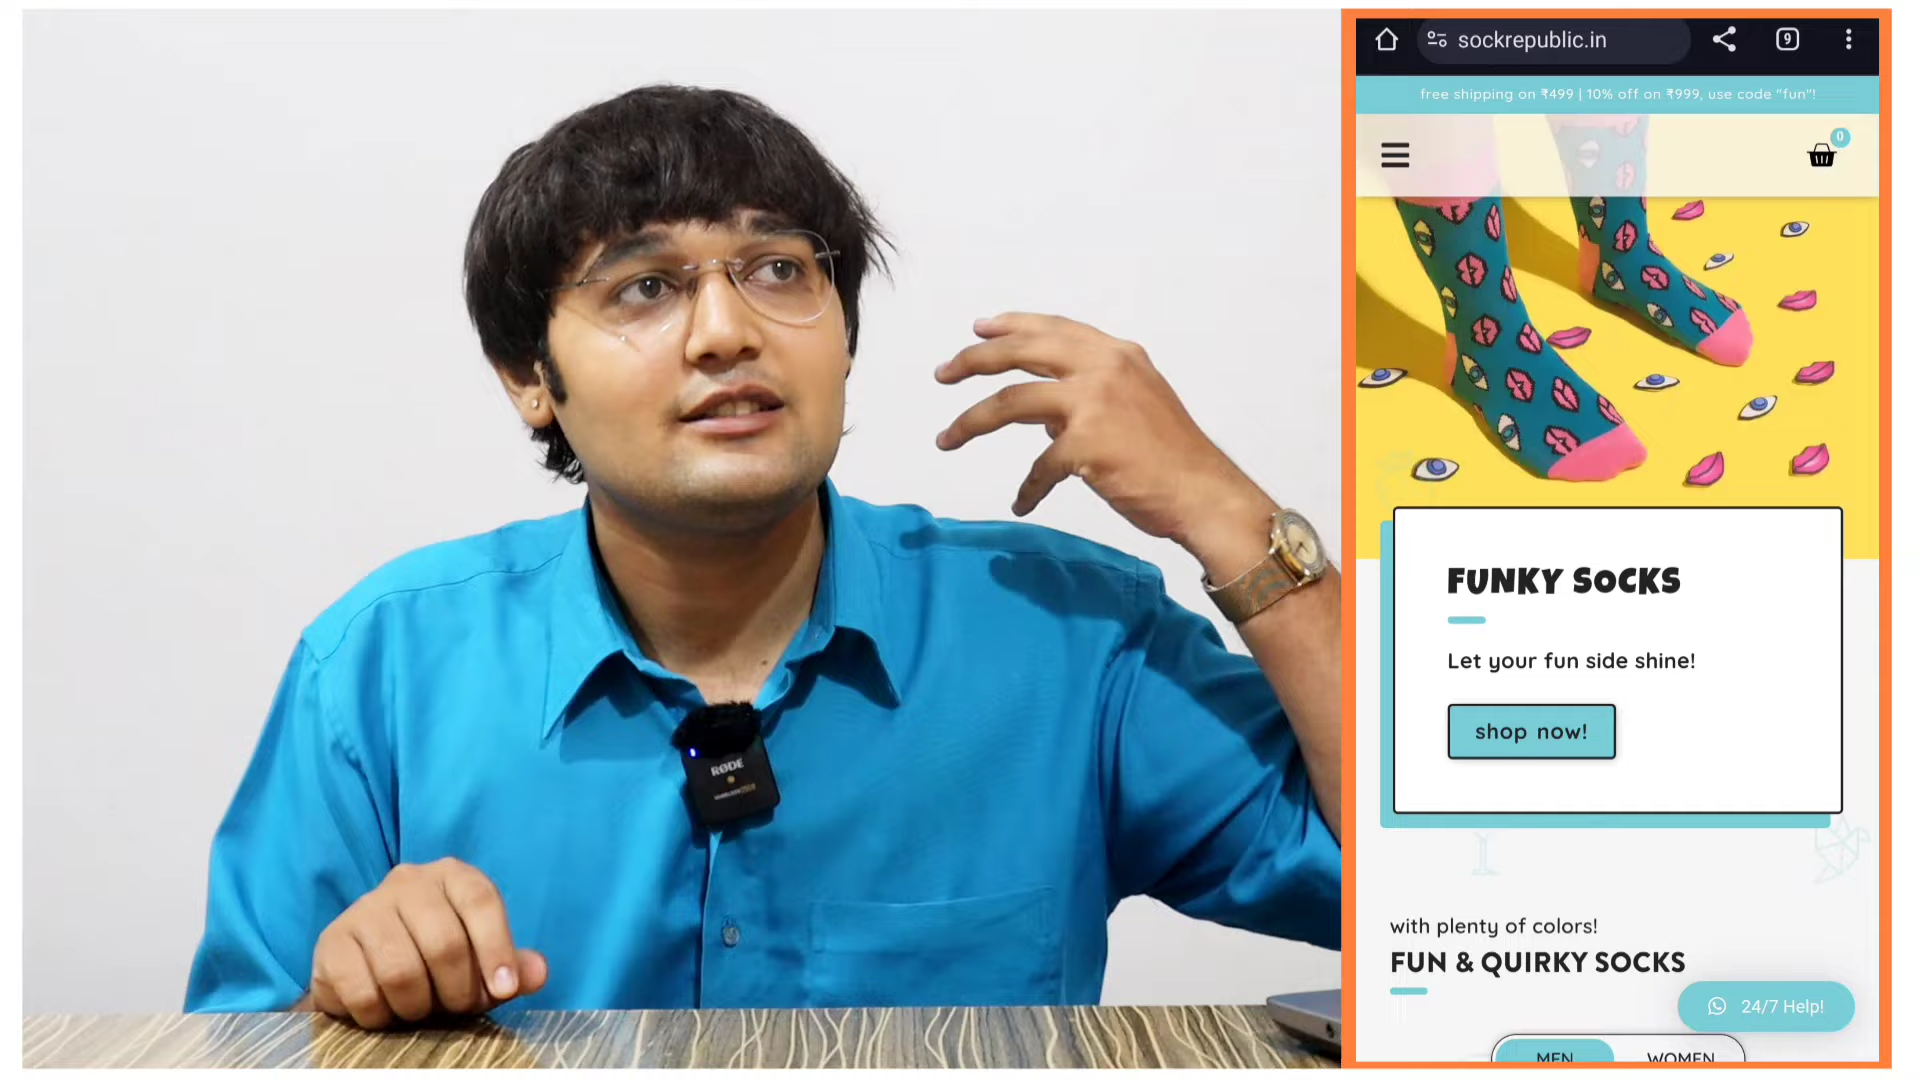 sockrepublic.in
9
free shipping on ₹499 | 10% off on ₹999, use code "fun"!
0
FUNKY SOCKS
Let your fun side shine!
shop now!
with plenty of colors!
FUN & QUIRKY SOCKS
24/7 Help!
MEN WOMEN
RØDE